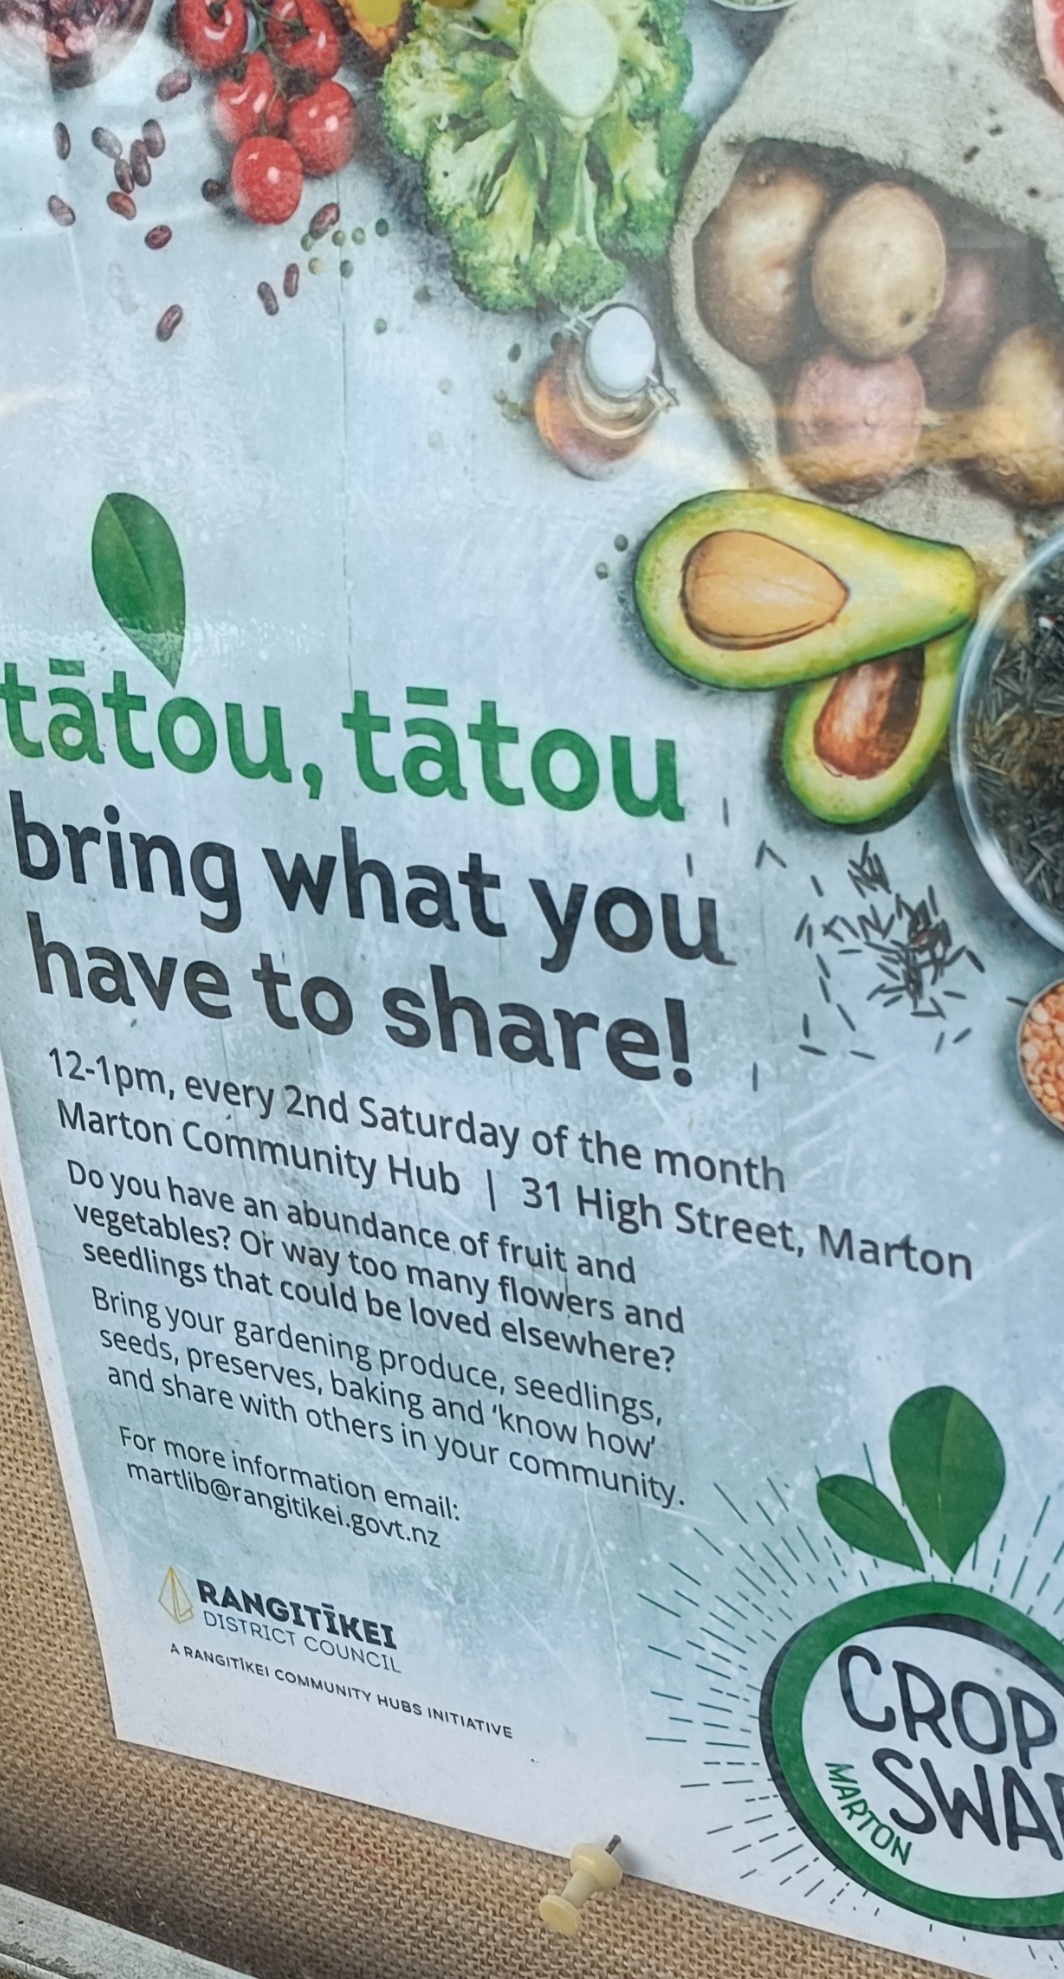 tātou, tātou
bring what you
have to share!
12-1pm, every 2nd Saturday of the month
Marton Community Hub | 31 High Street, Marton
Do you have an abundance of fruit and
vegetables? Or way too many flowers and
seedlings that could be loved elsewhere?
Bring your gardening produce, seedlings,
seeds, preserves, baking and ‘know how’
and share with others in your community.
For more information email:
martlib@rangitikei.govt.nz
RANGITĪKEI
DISTRICT COUNCIL
A RANGITĪKEI COMMUNITY HUBS INITIATIVE
CROP
SWA
MARTON